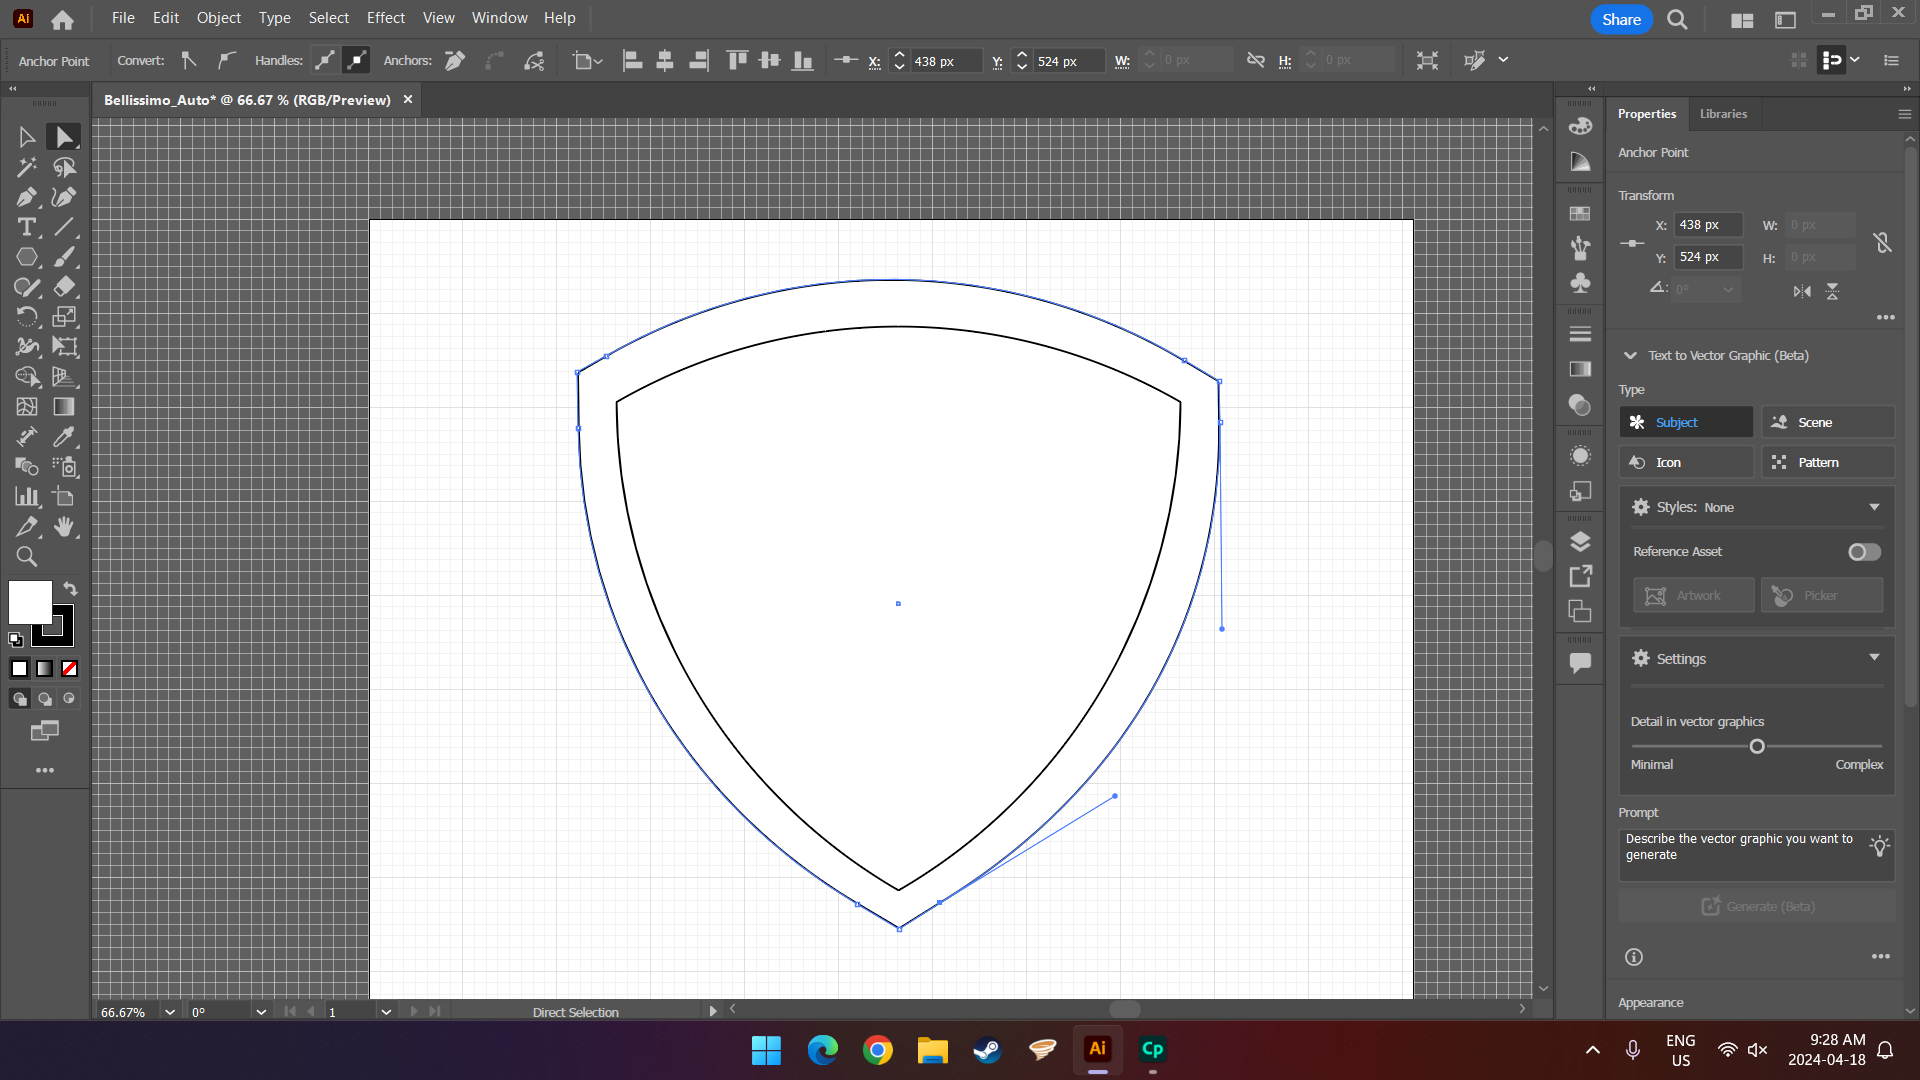 Ai File Edit Object Type Select Effect View Window Help Share
Anchor Point Convert: Handles: Anchors: X: 438 px Y: 524 px W: 0 px H: 0 px
Bellissimo_Auto* @ 66.67 % (RGB/Preview) ×
Properties Libraries
Anchor Point
Transform
X: 438 px W: 0 px
Y: 524 px H: 0 px
0°
Text to Vector Graphic (Beta)
Type
Subject Scene
Icon Pattern
Styles: None
Reference Asset
Artwork Picker
Settings
Detail in vector graphics
Minimal Complex
Prompt
Describe the vector graphic you want to
generate
Generate (Beta)
Appearance
66.67% 0° 1 Direct Selection
Ai Cp
ENG
US
9:28 AM
2024-04-18